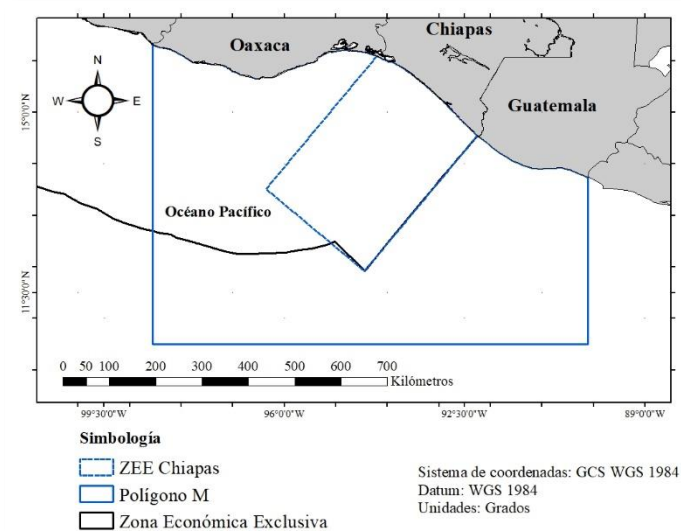 Chiapas
Oaxaca
Guatemala
N
W E
S
15°0'0"N
Océano Pacífico
11°30'0"N
0 50 100 200 300 400 500 600 700
Kilómetros
99°30'0"W 96°0'0"W 92°30'0"W 89°0'0"W
Simbología
ZEE Chiapas
Polígono M
Zona Económica Exclusiva
Sistema de coordenadas: GCS WGS 1984
Datum: WGS 1984
Unidades: Grados